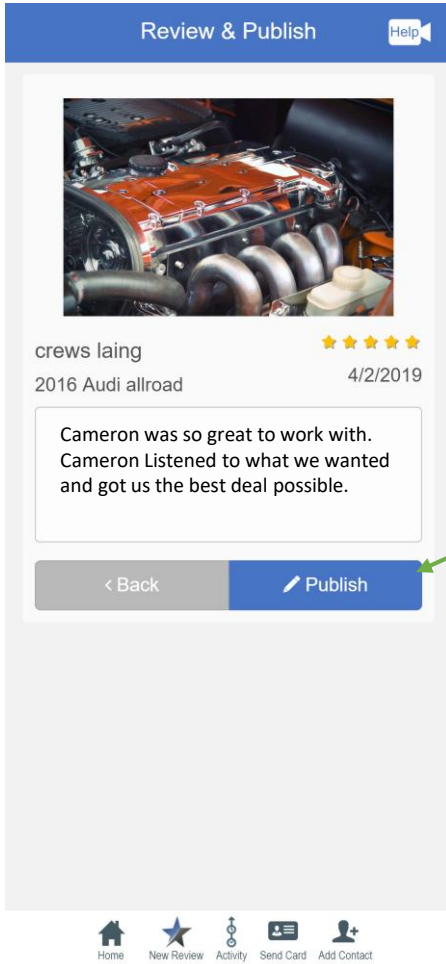 Review & Publish
Help
crews laing
2016 Audi allroad
4/2/2019
Cameron was so great to work with.
Cameron Listened to what we wanted
and got us the best deal possible.
< Back
Publish
Home
New Review
Activity
Send Card
Add Contact